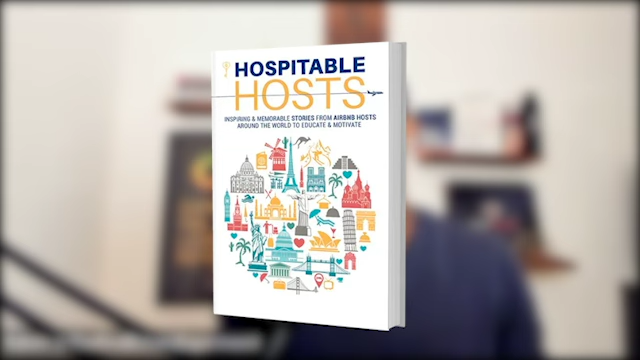 HOSPITABLE
HOSTS
INSPIRING & MEMORABLE STORIES FROM AIRBNB HOSTS
AROUND THE WORLD TO EDUCATE & MOTIVATE